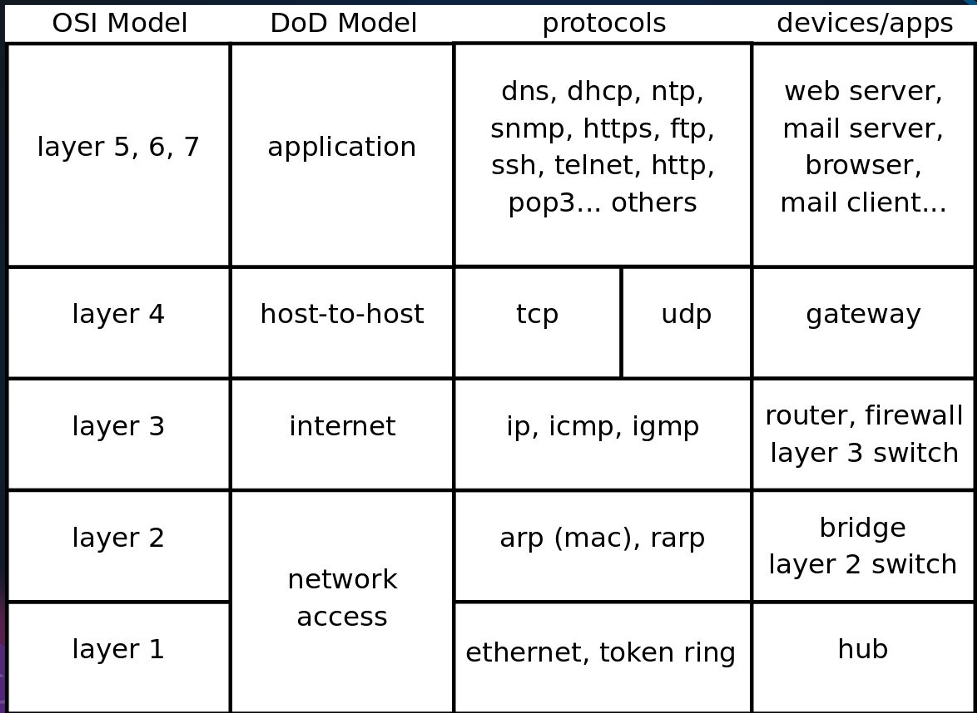 OSI Model DoD Model protocols devices/apps
layer 5, 6, 7
application
dns, dhcp, ntp,
snmp, https, ftp,
ssh, telnet, http,
pop3... others
web server,
mail server,
browser,
mail client...
layer 4
host-to-host
tcp
udp
gateway
layer 3
internet
ip, icmp, igmp
router, firewall
layer 3 switch
layer 2
network
access
arp (mac), rarp
bridge
layer 2 switch
layer 1
ethernet, token ring
hub